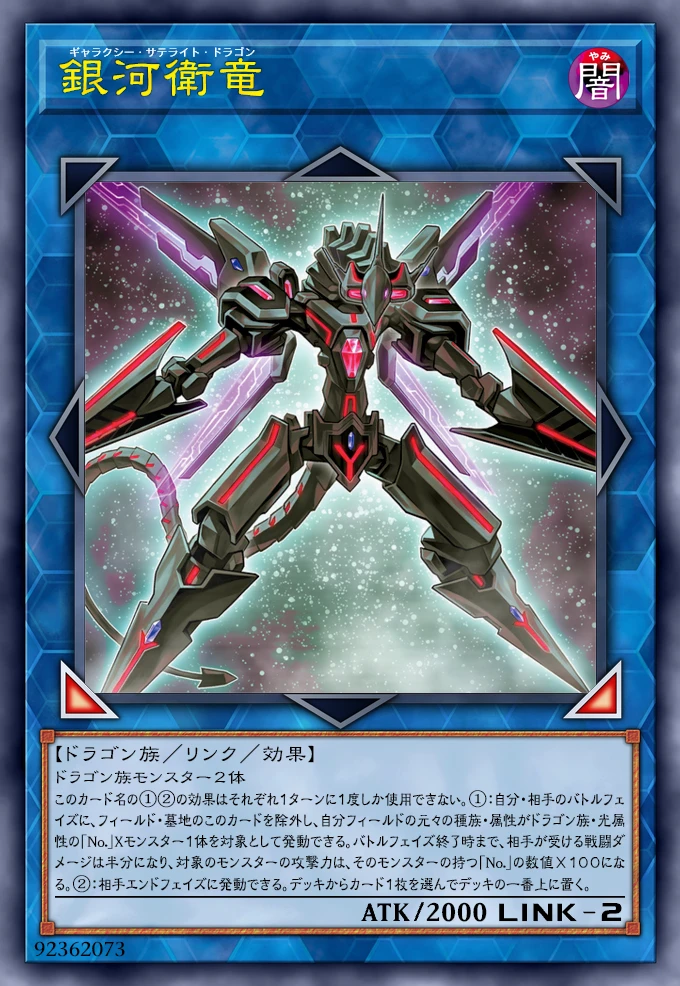 ギャラクシー・サテライト・ドラゴン
銀河衛竜
やみ
闇
【ドラゴン族／リンク／効果】
ドラゴン族モンスター2体
このカード名の①②の効果はそれぞれ1ターンに1度しか使用できない。①：自分・相手のバトルフェ
イズに、フィールド・墓地のこのカードを除外し、自分フィールドの元々の種族・属性がドラゴン族・光属
性の「No.」Xモンスター1体を対象として発動できる。バトルフェイズ終了時まで、相手が受ける戦闘ダ
メージは半分になり、対象のモンスターの攻撃力は、そのモンスターの持つ「No.」の数値×100にな
る。②：相手エンドフェイズに発動できる。デッキからカード1枚を選んでデッキの一番上に置く。
ATK/2000 LINK-2
92362073